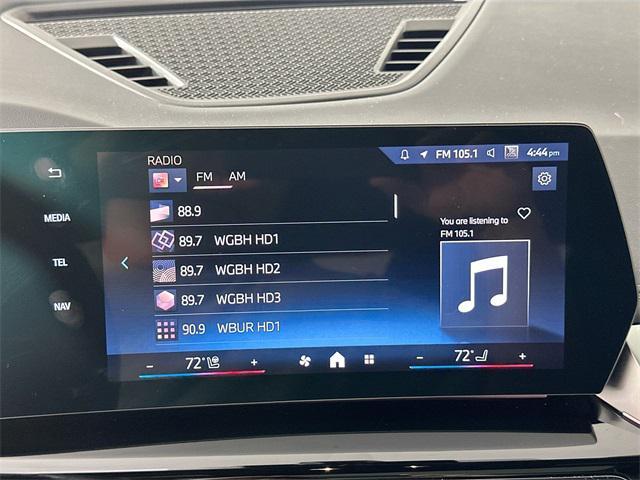 RADIO
FM 105.1 4:44 pm
FM AM
MEDIA
TEL
NAV
88.9
89.7 WGBH HD1
89.7 WGBH HD2
89.7 WGBH HD3
90.9 WBUR HD1
You are listening to
FM 105.1
- 72° +
- 72° +